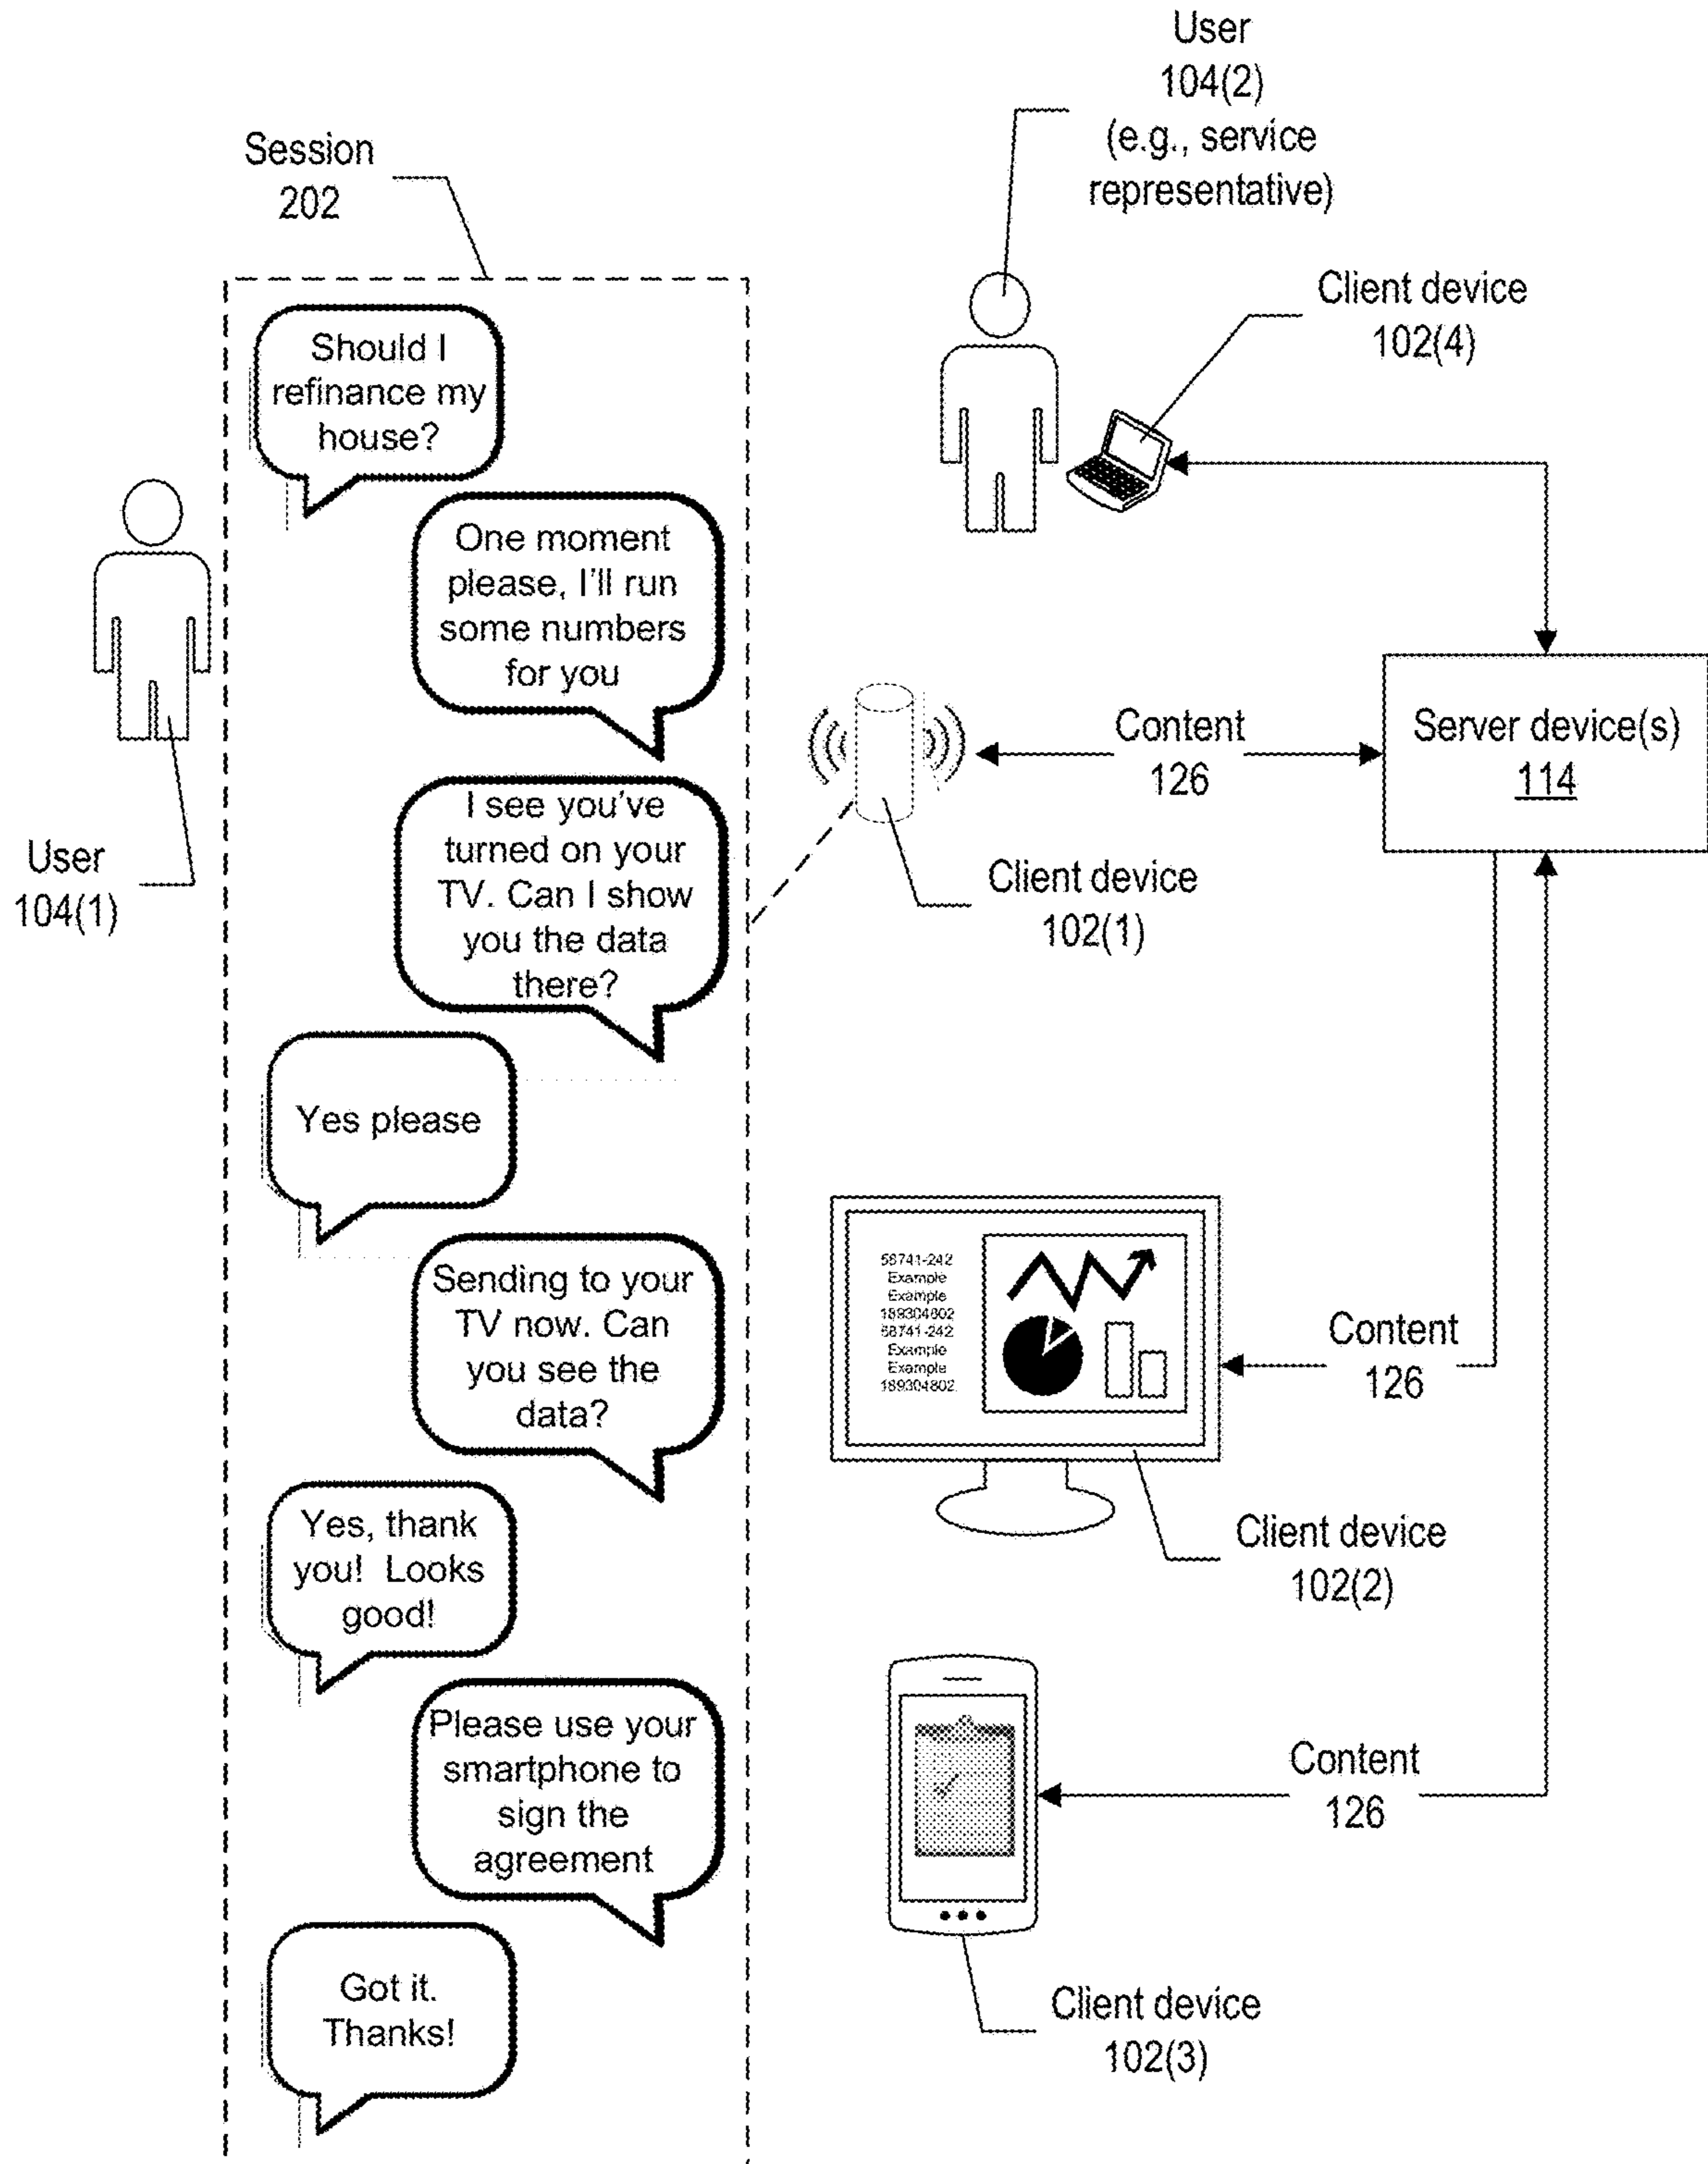 User
104(2)
(e.g., service
representative)
Session
202
Client device
102(4)
Should I
refinance my
house?
One moment
please, I'll run
some numbers
for you
I see you've
turned on your
TV. Can I show
you the data
there?
Yes please
Sending to your
TV now. Can
you see the
data?
Yes, thank
you! Looks
good!
Please use your
smartphone to
sign the
agreement
Got it.
Thanks!
User
104(1)
Content
126
Server device(s)
114
Client device
102(1)
56741-242
Example
Example
189304802
56741-242
Example
Example
189304802
Content
126
Client device
102(2)
Content
126
Client device
102(3)